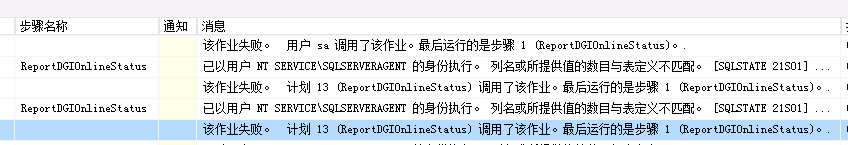 步骤名称 通知 消息
该作业失败。 用户 sa 调用了该作业。最后运行的是步骤 1 (ReportDGIOnlineStatus)。.
ReportDGIOnlineStatus 已以用户 NT SERVICE\SQLSERVERAGENT 的身份执行。 列名或所提供值的数目与表定义不匹配。 [SQLSTATE 21S01] ...
该作业失败。 计划 13 (ReportDGIOnlineStatus) 调用了该作业。最后运行的是步骤 1 (ReportDGIOnlineStatus)。.
ReportDGIOnlineStatus 已以用户 NT SERVICE\SQLSERVERAGENT 的身份执行。 列名或所提供值的数目与表定义不匹配。 [SQLSTATE 21S01] ...
该作业失败。 计划 13 (ReportDGIOnlineStatus) 调用了该作业。最后运行的是步骤 1 (ReportDGIOnlineStatus)。.